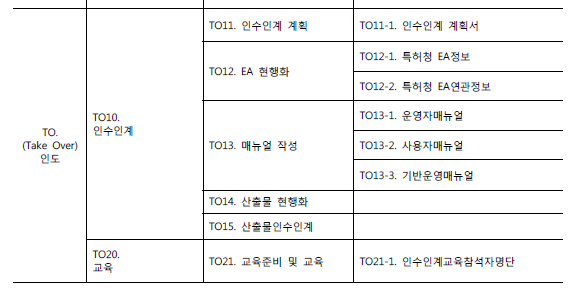 TO.
(Take Over)
인도
TO10.
인수인계
TO11. 인수인계 계획
TO11-1. 인수인계 계획서
TO12. EA 현행화
TO12-1. 특허청 EA정보
TO12-2. 특허청 EA연관정보
TO13. 매뉴얼 작성
TO13-1. 운영자매뉴얼
TO13-2. 사용자매뉴얼
TO13-3. 기반운영매뉴얼
TO14. 산출물 현행화
TO15. 산출물인수인계
TO20.
교육
TO21. 교육준비 및 교육
TO21-1. 인수인계교육참석자명단